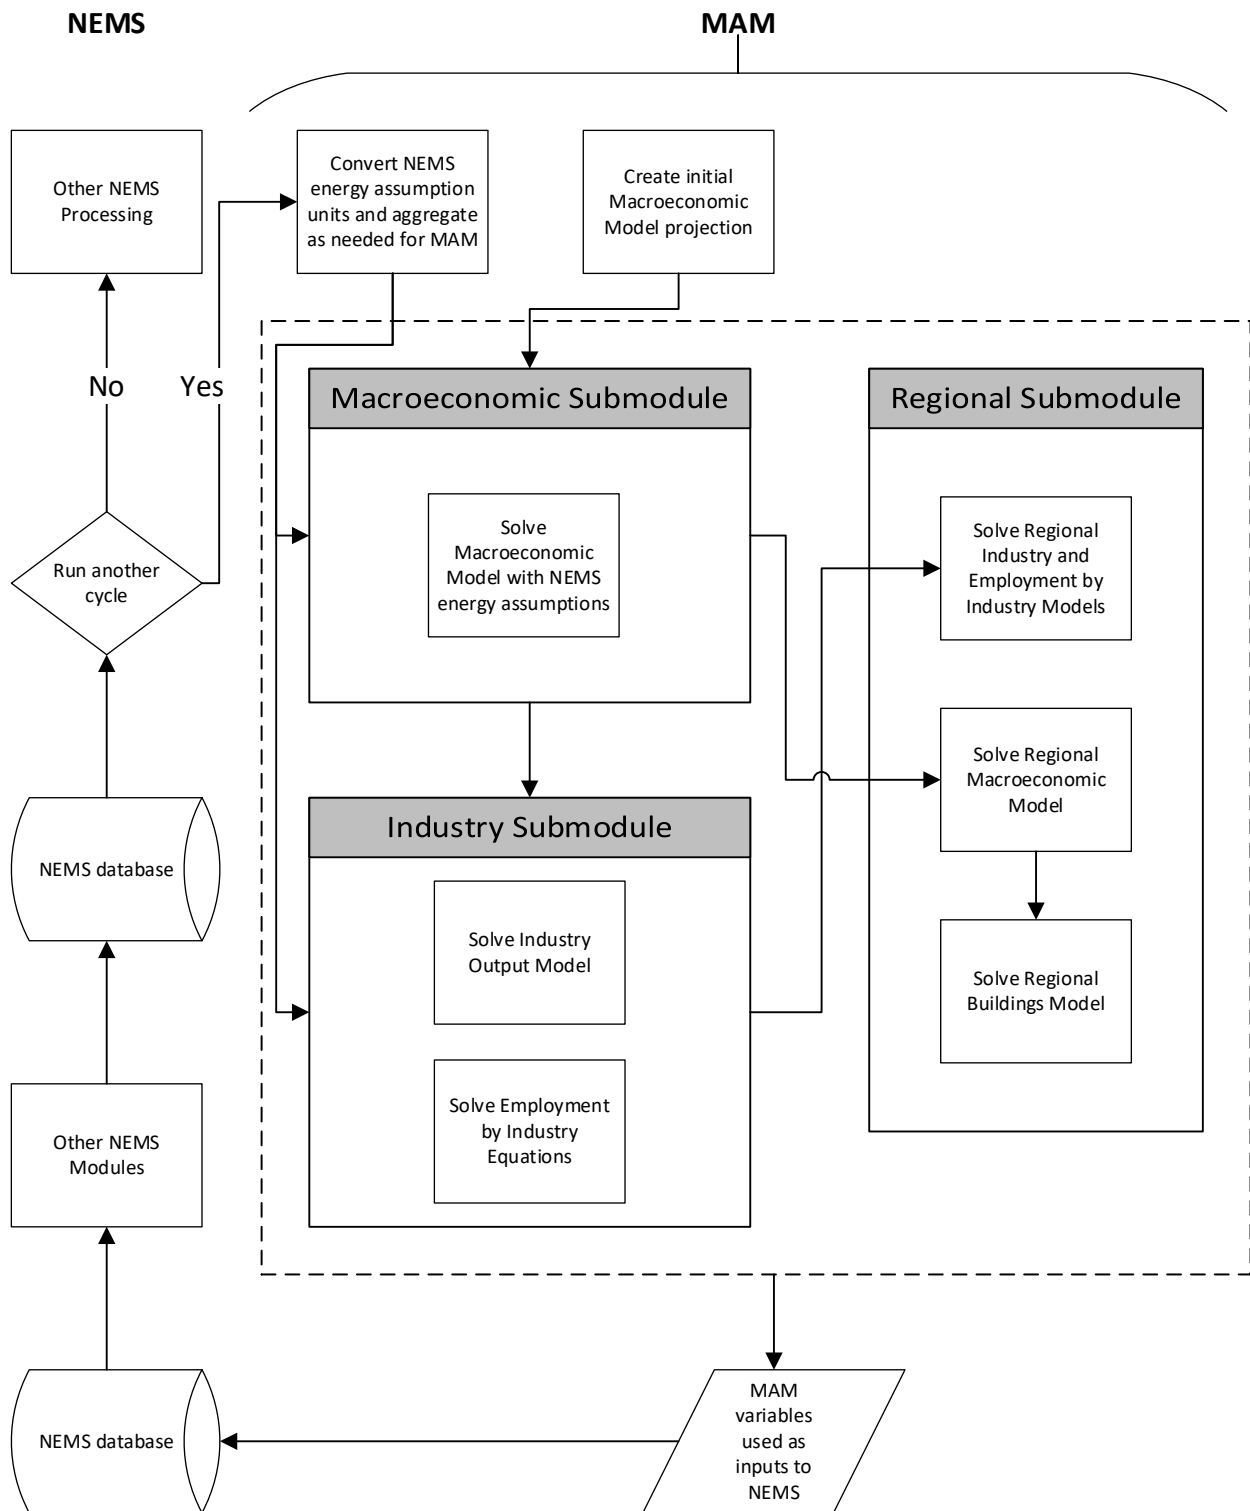 NEMS
MAM
Other NEMS
Processing
Convert NEMS
energy assumption
units and aggregate
as needed for MAM
Create initial
Macroeconomic
Model projection
No
Yes
Macroeconomic Submodule
Regional Submodule
Solve
Macroeconomic
Model with NEMS
energy assumptions
Solve Regional
Industry and
Employment by
Industry Models
Run another
cycle
Solve Regional
Macroeconomic
Model
Industry Submodule
NEMS database
Solve Industry
Output Model
Solve Regional
Buildings Model
Solve Employment
by Industry
Equations
Other NEMS
Modules
MAM
variables
used as
inputs to
NEMS
NEMS database